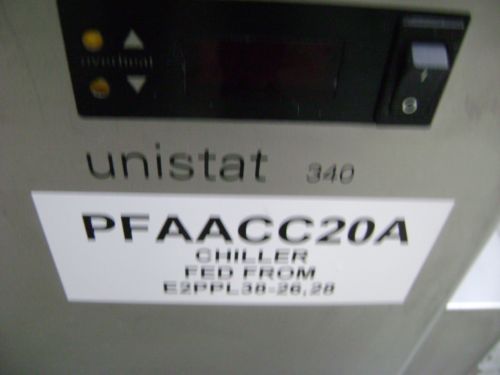 overheat
unistat 340
PFAACC20A
CHILLER
FED FROM
E2PPL38-26,28